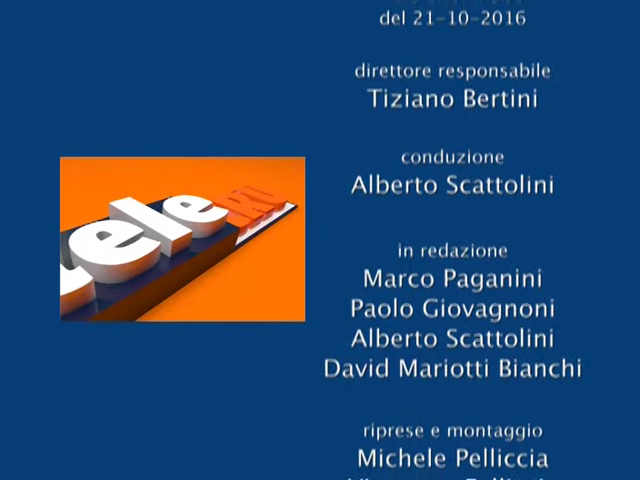 del 21-10-2016
direttore responsabile
Tiziano Bertini
conduzione
Alberto Scattolini
tele
in redazione
Marco Paganini
Paolo Giovagnoni
Alberto Scattolini
David Mariotti Bianchi
riprese e montaggio
Michele Pelliccia